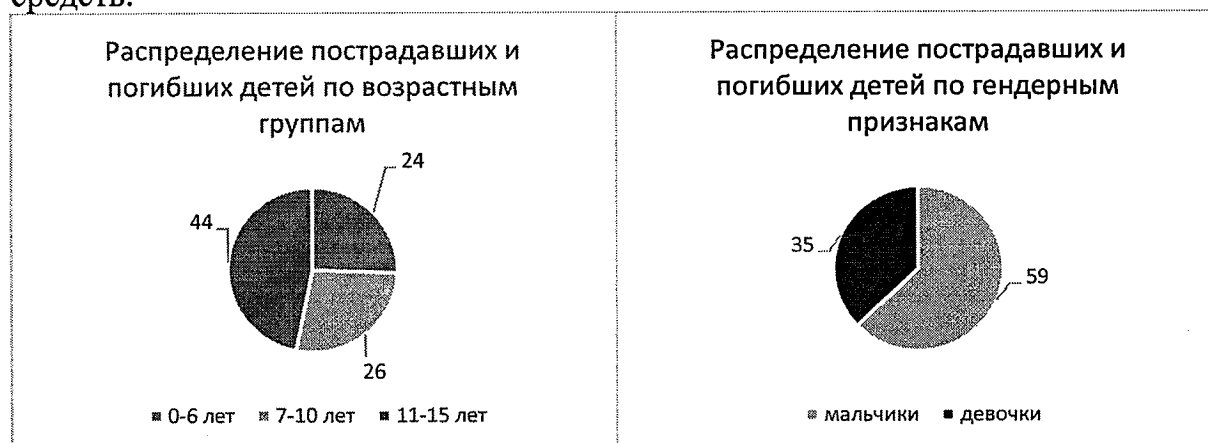 средств.
Распределение пострадавших и
погибших детей по возрастным
группам
24
44
26
0-6 лет 7-10 лет 11-15 лет
Распределение пострадавших и
погибших детей по гендерным
признакам
35
59
мальчики девочки